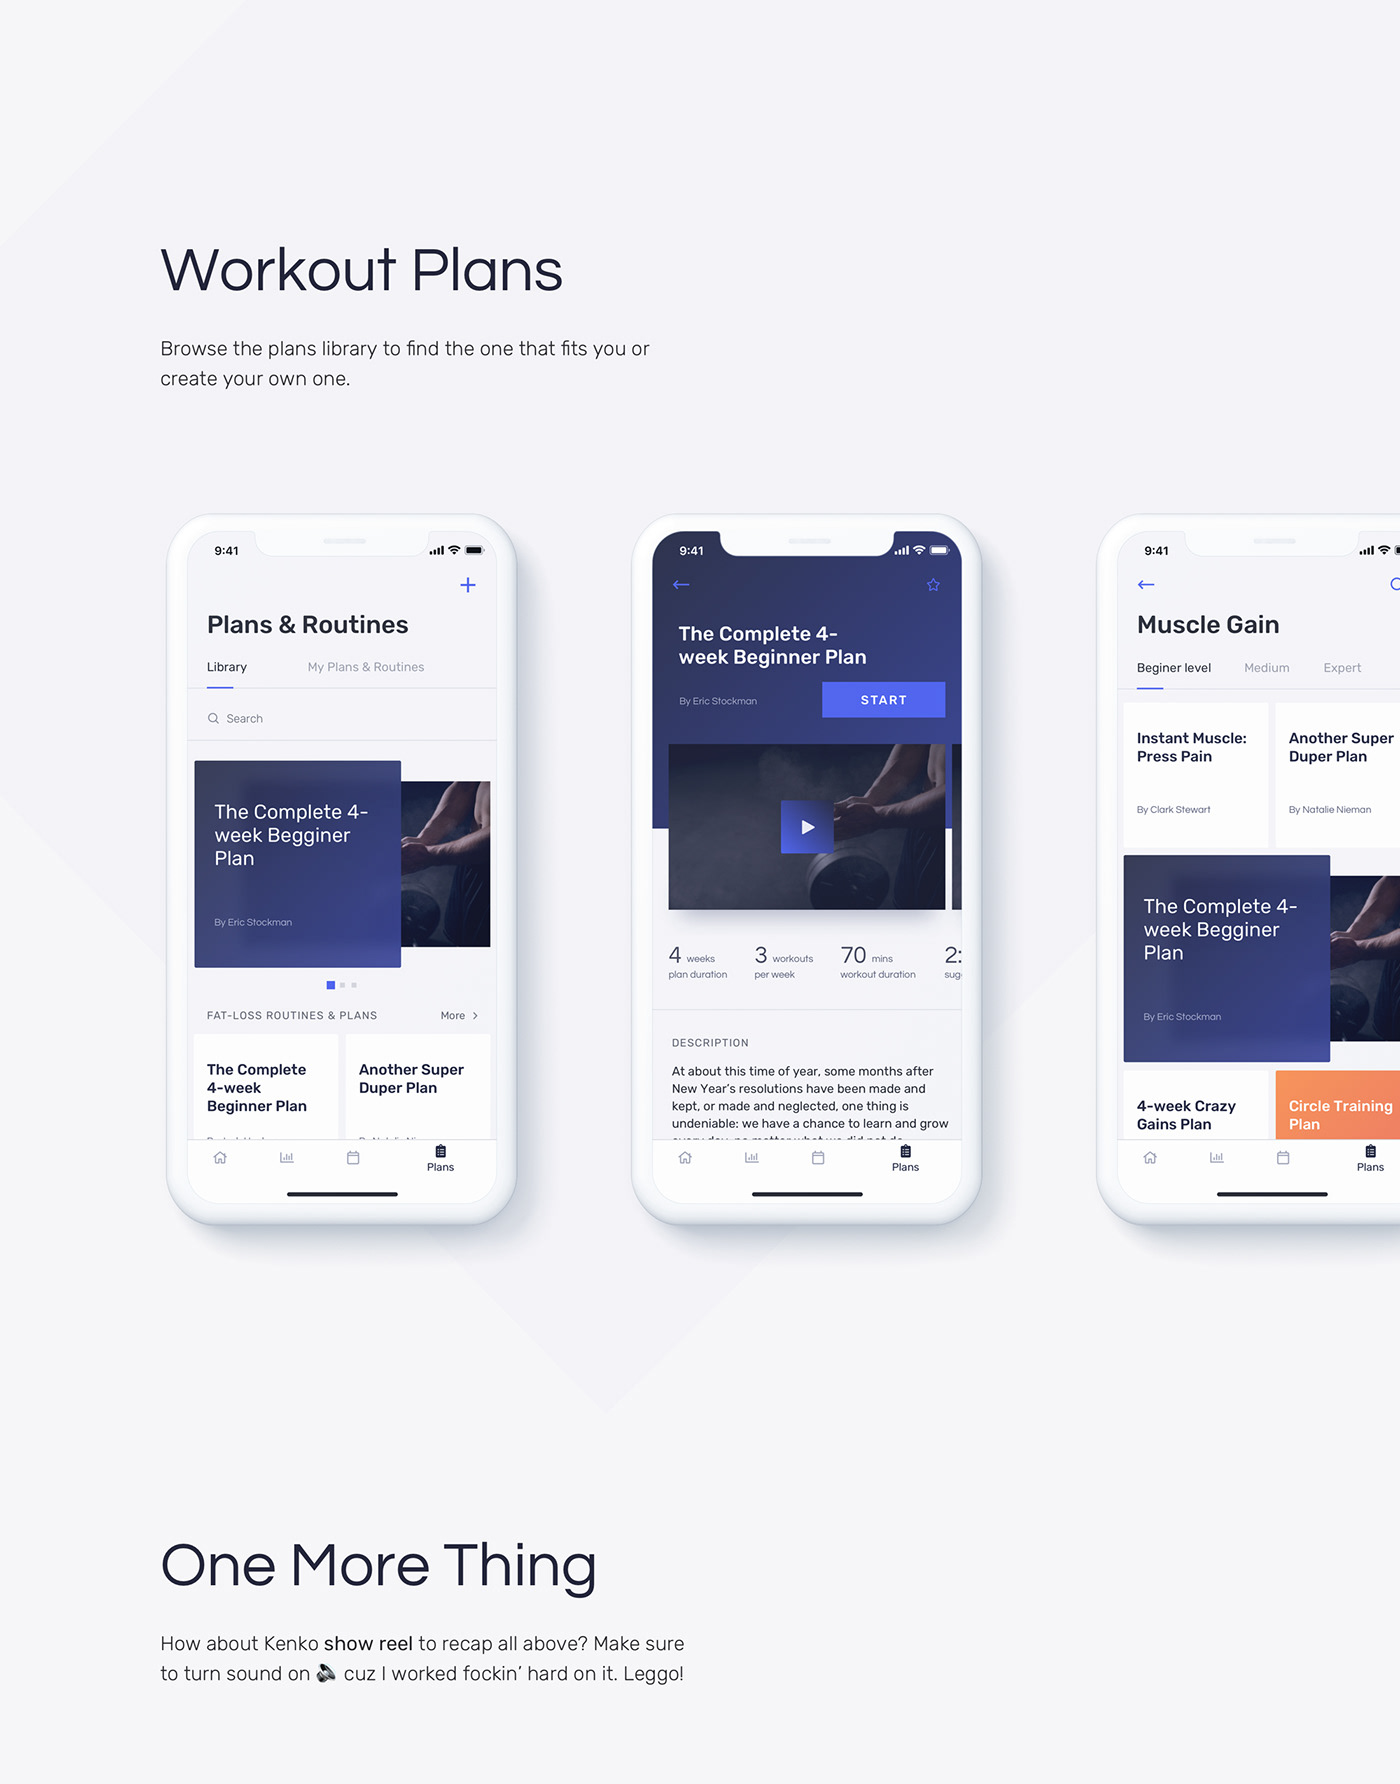 Workout Plans
Browse the plans library to find the one that fits you or
create your own one.
9:41
Plans & Routines
Library
My Plans & Routines
Search
The Complete 4-
week Begginer
Plan
By Eric Stockman
FAT-LOSS ROUTINES & PLANS
More
The Complete
4-week
Beginner Plan
Another Super
Duper Plan
Plans
9:41
The Complete 4-
week Beginner Plan
By Eric Stockman
START
4 weeks
plan duration
3 workouts
per week
70 mins
workout duration
2:
DESCRIPTION
At about this time of year, some months after
New Year's resolutions have been made and
kept, or made and neglected, one thing is
undeniable: we have a chance to learn and grow
Plans
9:41
Muscle Gain
Beginer level
Medium
Expert
Instant Muscle:
Press Pain
By Clark Stewart
Another Super
Duper Plan
By Natalie Nieman
The Complete 4-
week Begginer
Plan
By Eric Stockman
4-week Crazy
Gains Plan
Circle Training
Plan
Plans
One More Thing
How about Kenko show reel to recap all above? Make sure
to turn sound on 🔊 cuz I worked fockin' hard on it. Leggo!